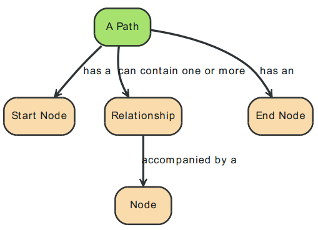 A Path
has a
can contain one or more
has an
Start Node
Relationship
End Node
accompanied by a
Node